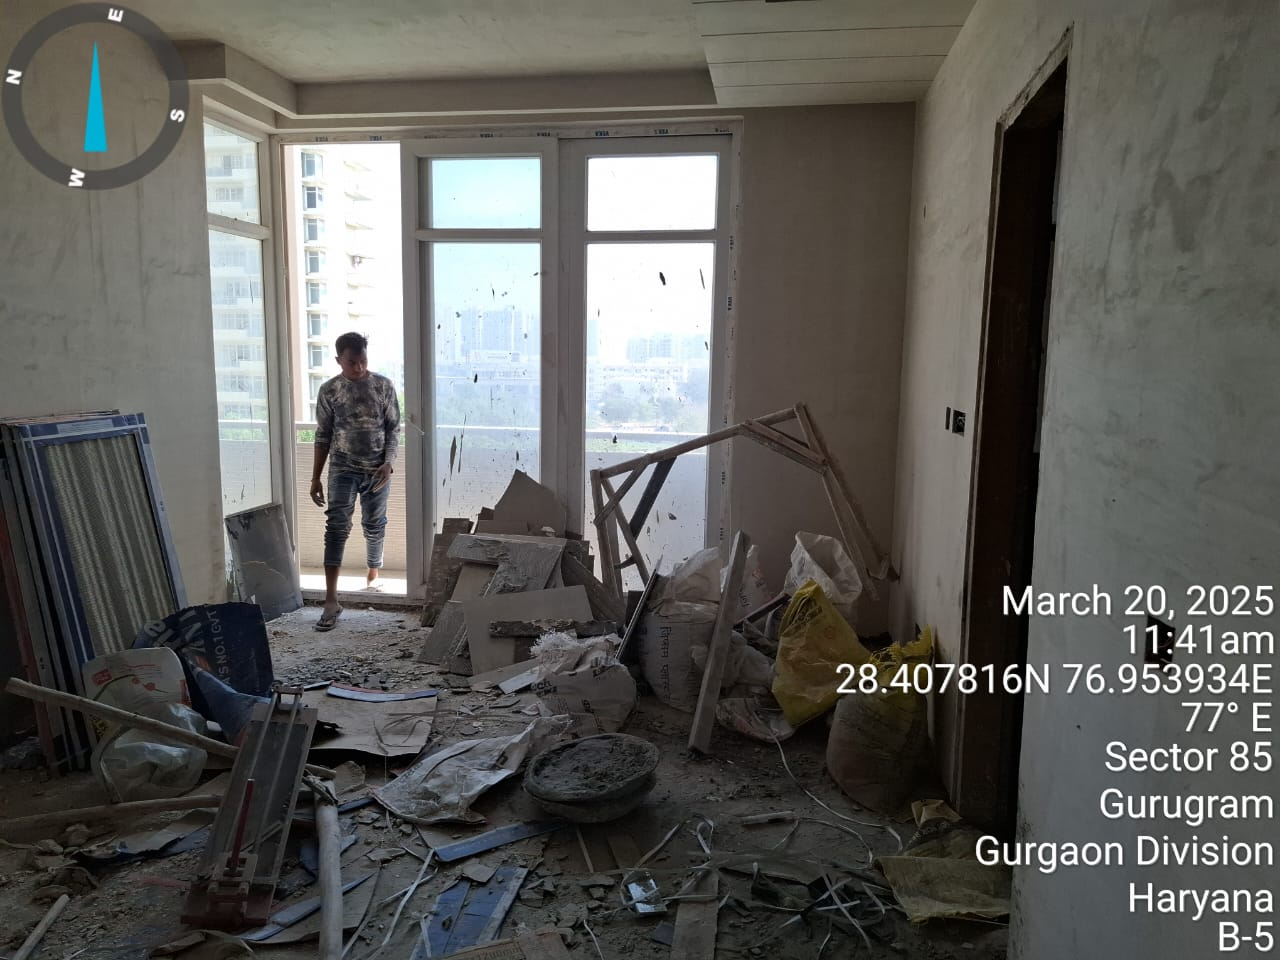 E
N
S
W
March 20, 2025
11:41am
28.407816N 76.953934E
77° E
Sector 85
Gurugram
Gurgaon Division
Haryana
B-5